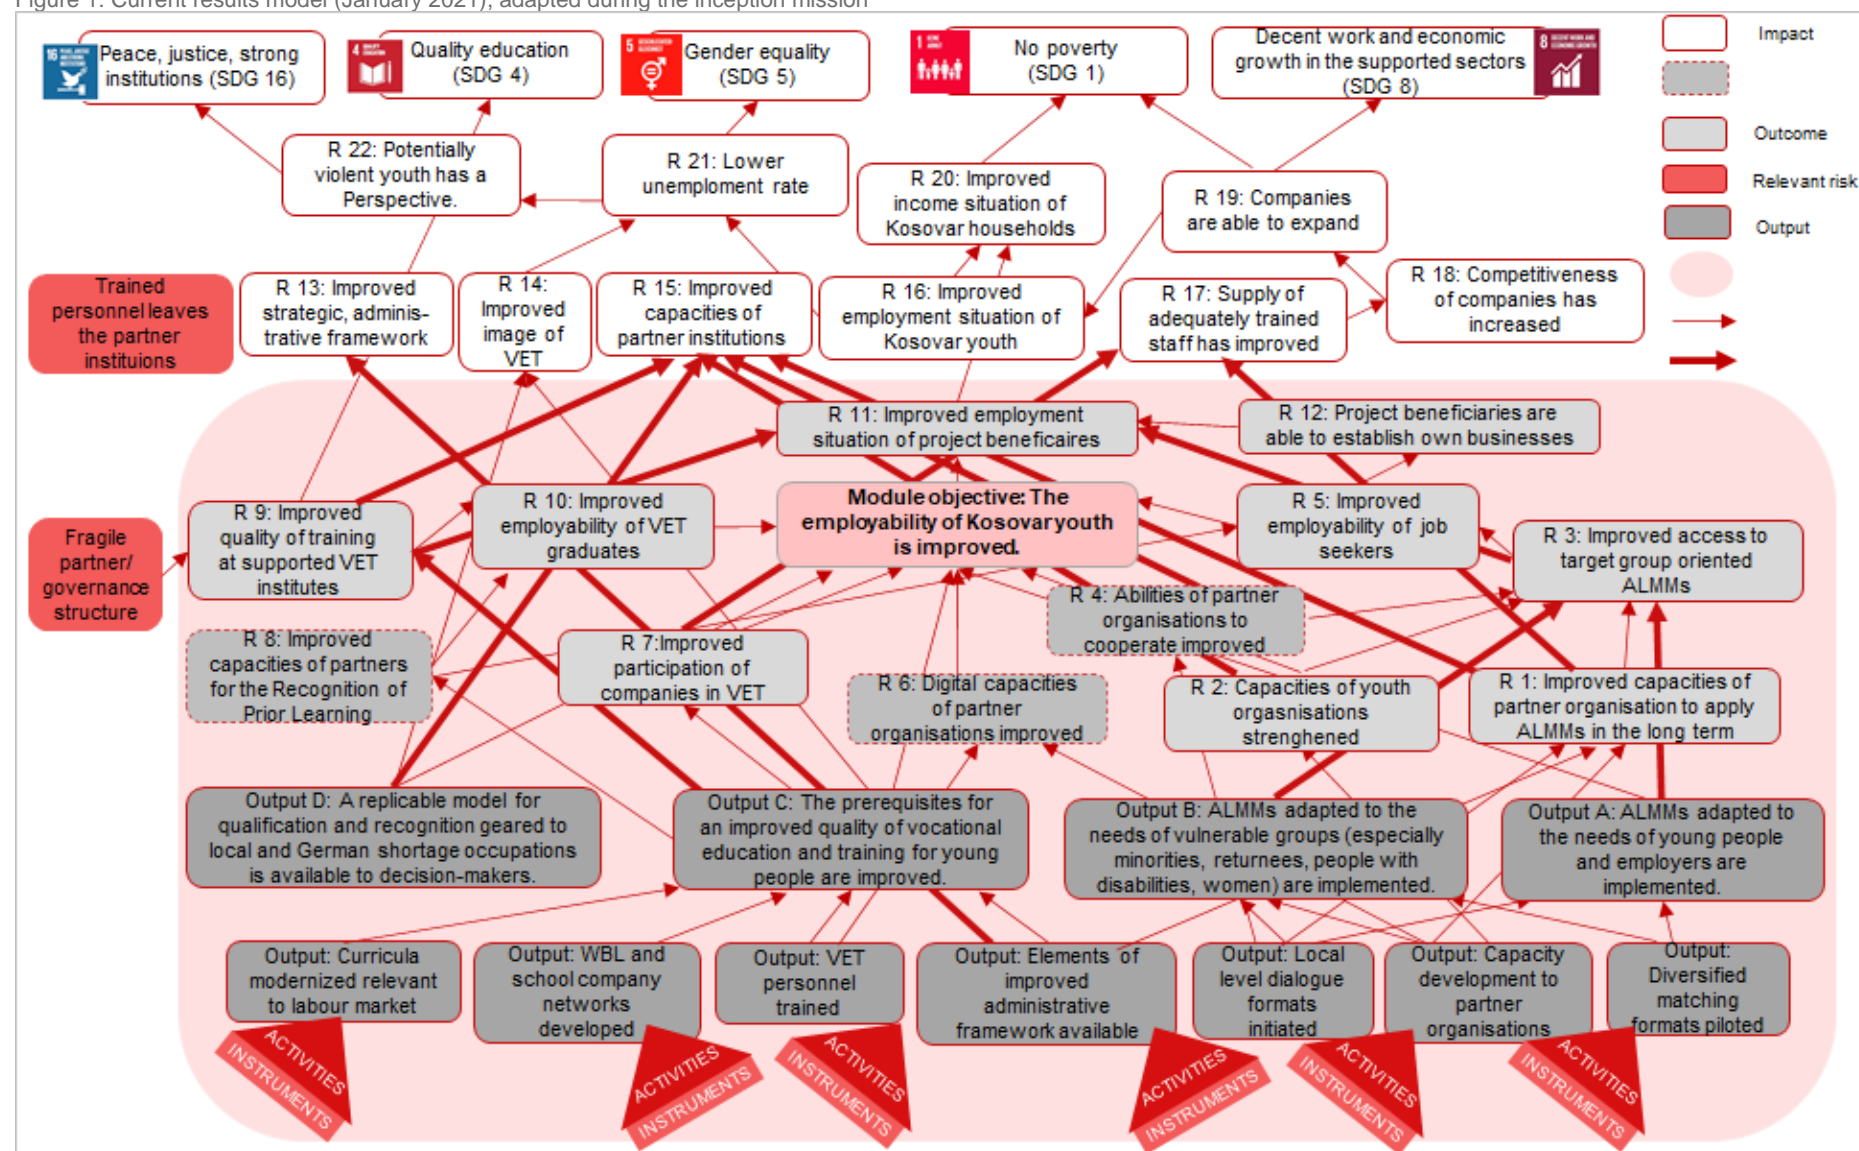 Figure 1: Current results model (January 2021), adapted during the inception mission
16
Peace, justice, strong
institutions (SDG 16)
4
Quality education
(SDG 4)
5
Gender equality
(SDG 5)
1
No poverty
(SDG 1)
Decent work and economic
growth in the supported sectors
(SDG 8)
8
Impact
Outcome
Relevant risk
Output
R 22: Potentially
violent youth has a
Perspective.
R 21: Lower
unemploment rate
R 20: Improved
income situation of
Kosovar households
R 19: Companies
are able to expand
Trained
personnel leaves
the partner
instituions
R 13: Improved
strategic, adminis-
trative framework
R 14:
Improved
image of
VET
R 15: Improved
capacities of
partner institutions
R 16: Improved
employment situation of
Kosovar youth
R 17: Supply of
adequately trained
staff has improved
R 18: Competitiveness
of companies has
increased
R 11: Improved employment
situation of project beneficaires
R 12: Project beneficiaries are
able to establish own businesses
Fragile
partner/
governance
structure
R 9: Improved
quality of training
at supported VET
institutes
R 10: Improved
employability of VET
graduates
Module objective: The
employability of Kosovar youth
is improved.
R 5: Improved
employability of job
seekers
R 3: Improved access to
target group oriented
ALMMs
R 8: Improved
capacities of partners
for the Recognition of
Prior Learning
R 7:Improved
participation of
companies in VET
R 6: Digital capacities
of partner
organisations improved
R 4: Abilities of partner
organisations to
cooperate improved
R 2: Capacities of youth
orgasnisations
strenghened
R 1: Improved capacities of
partner organisation to apply
ALMMs in the long term
Output D: A replicable model for
qualification and recognition geared to
local and German shortage occupations
is available to decision-makers.
Output C: The prerequisites for
an improved quality of vocational
education and training for young
people are improved.
Output B: ALMMs adapted to the
needs of vulnerable groups (especially
minorities, returnees, people with
disabilities, women) are implemented.
Output A: ALMMs adapted to
the needs of young people
and employers are
implemented.
Output: Curricula
modernized relevant
to labour market
Output: WBL and
school company
networks
developed
Output: VET
personnel
trained
Output: Elements of
improved
administrative
framework available
Output: Local
level dialogue
formats
initiated
Output: Capacity
development to
partner
organisations
Output:
Diversified
matching
formats piloted
ACTIVITIES
INSTRUMENTS
ACTIVITIES
INSTRUMENTS
ACTIVITIES
INSTRUMENTS
ACTIVITIES
INSTRUMENTS
ACTIVITIES
INSTRUMENTS
ACTIVITIES
INSTRUMENTS